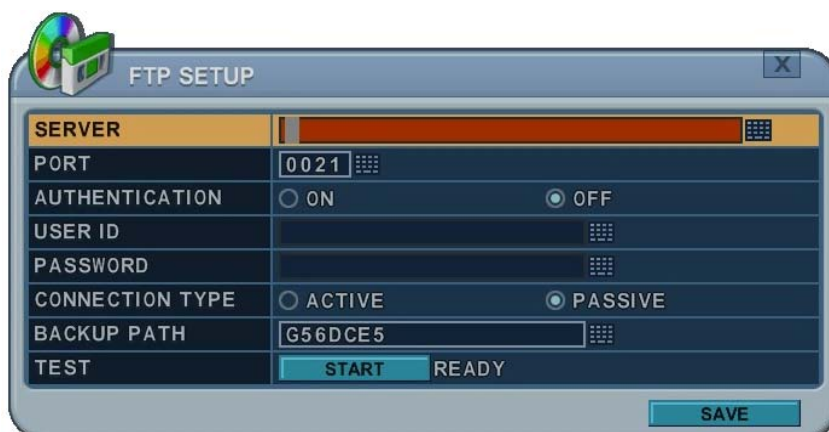 FTP SETUP X
SERVER
PORT 0021
AUTHENTICATION ON OFF
USER ID
PASSWORD
CONNECTION TYPE ACTIVE PASSIVE
BACKUP PATH G56DCE5
TEST START READY
SAVE